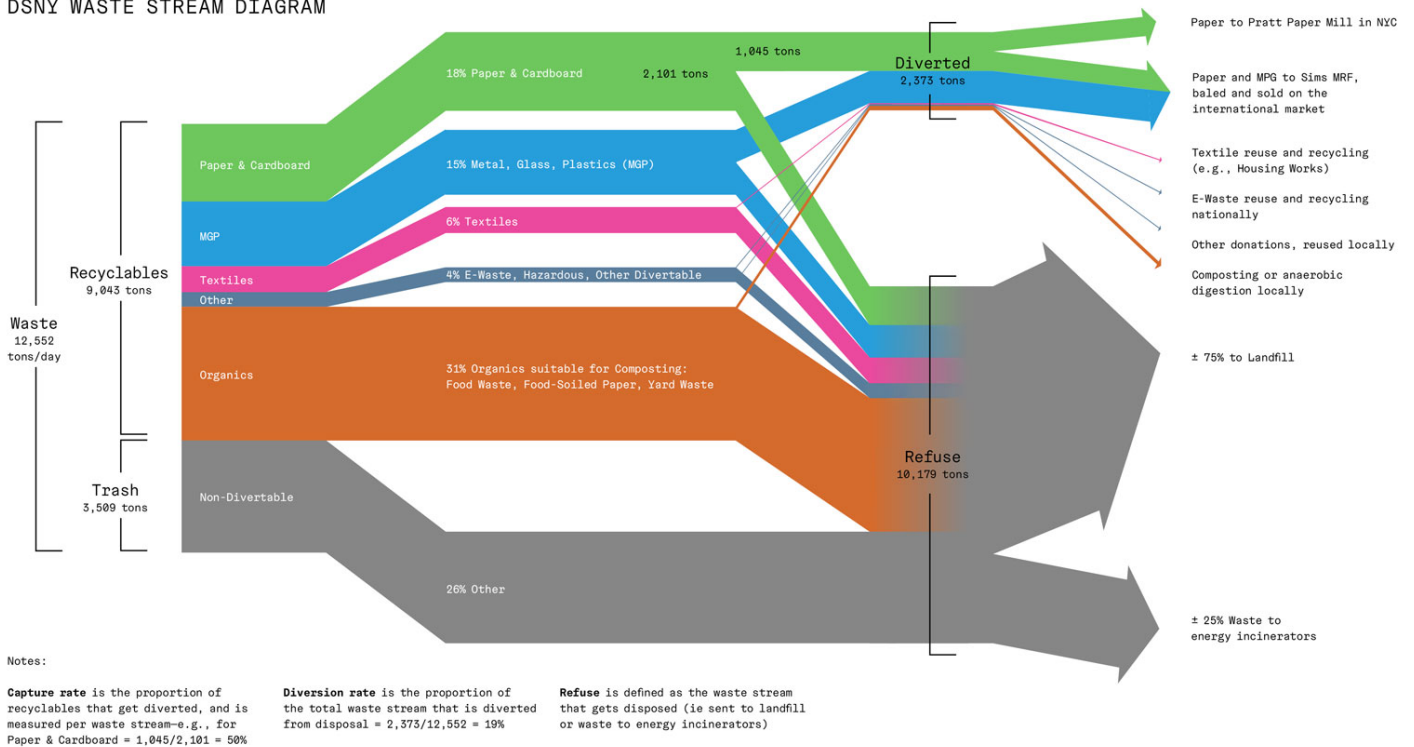 DSNY WASTE STREAM DIAGRAM
Waste
12,552
tons/day
Recyclables
9,043 tons
Trash
3,509 tons
Paper & Cardboard
MGP
Textiles
Other
Organics
Non-Divertable
18% Paper & Cardboard
2,101 tons
1,045 tons
15% Metal, Glass, Plastics (MGP)
6% Textiles
4% E-Waste, Hazardous, Other Divertable
31% Organics suitable for Composting:
Food Waste, Food-Soiled Paper, Yard Waste
26% Other
Diverted
2,373 tons
Refuse
10,179 tons
Paper to Pratt Paper Mill in NYC
Paper and MPG to Sims MRF,
baled and sold on the
international market
Textile reuse and recycling
(e.g., Housing Works)
E-Waste reuse and recycling
nationally
Other donations, reused locally
Composting or anaerobic
digestion locally
± 75% to Landfill
± 25% Waste to
energy incinerators
Notes:
Capture rate is the proportion of
recyclables that get diverted, and is
measured per waste stream—e.g., for
Paper & Cardboard = 1,045/2,101 = 50%
Diversion rate is the proportion of
the total waste stream that is diverted
from disposal = 2,373/12,552 = 19%
Refuse is defined as the waste stream
that gets disposed (ie sent to landfill
or waste to energy incinerators)